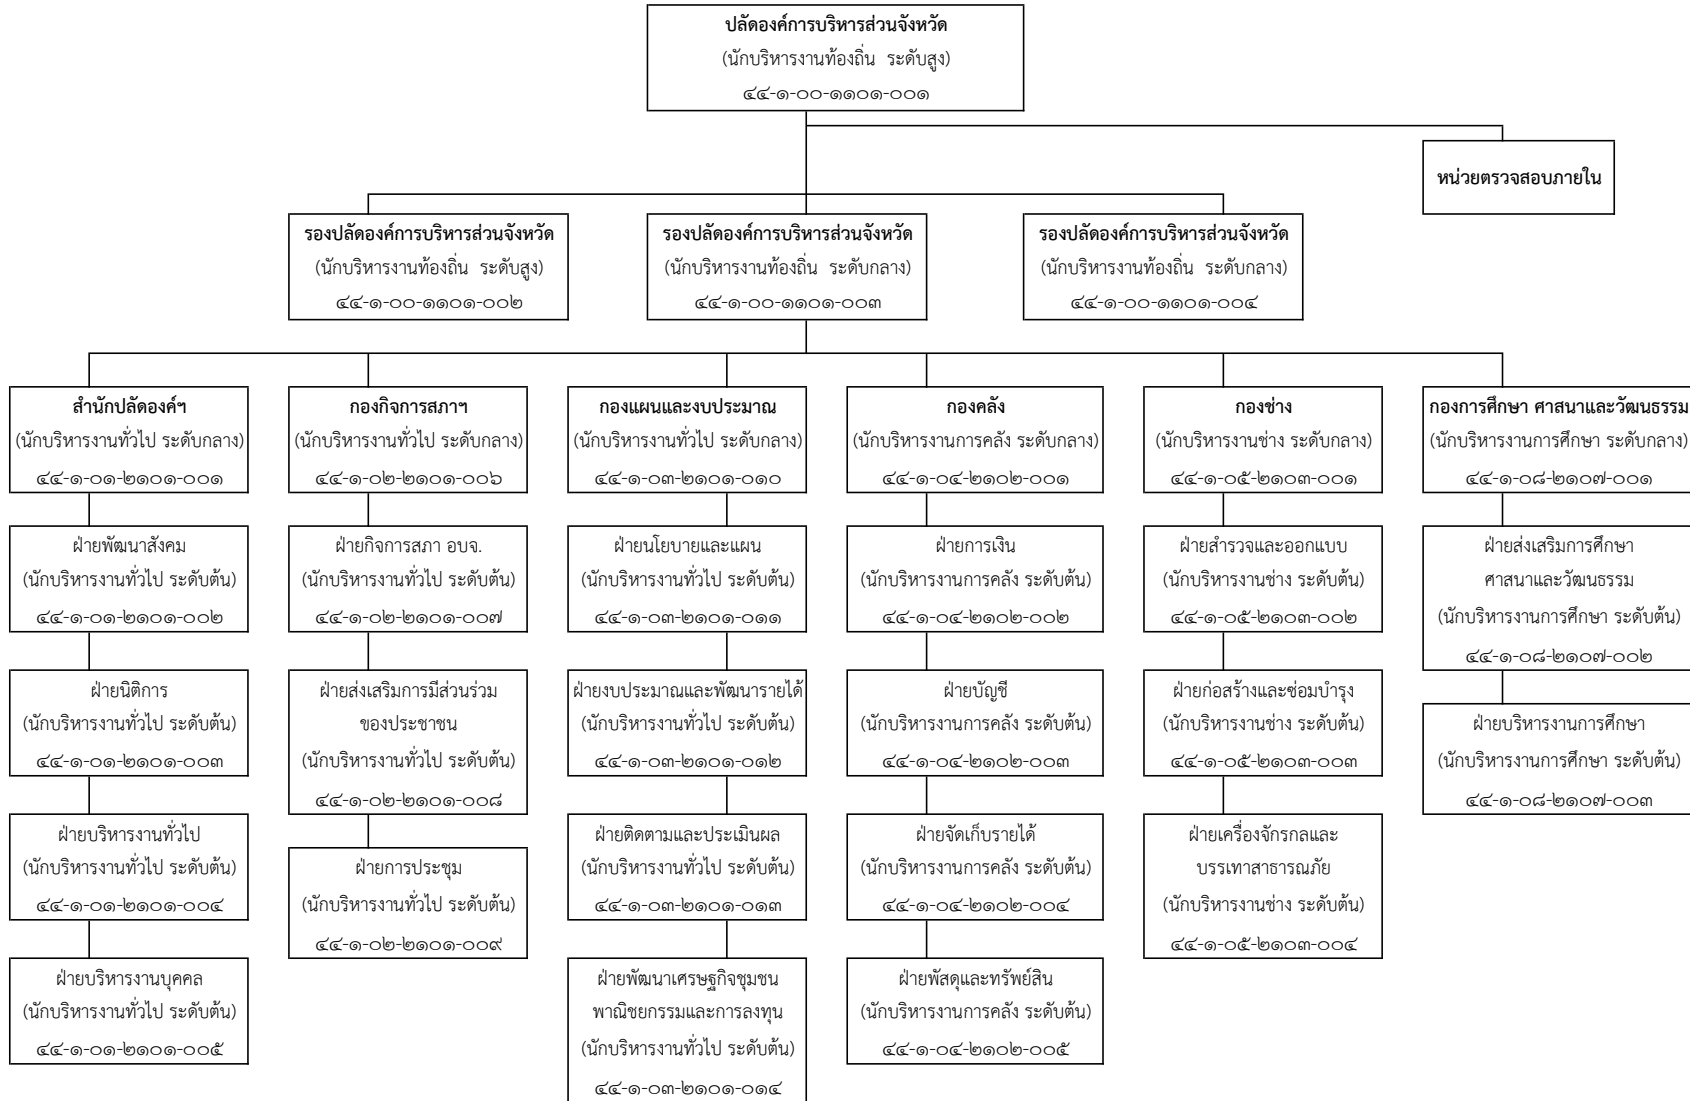 ปลัดองค์การบริหารส่วนจังหวัด
(นักบริหารงานท้องถิ่น ระดับสูง)
๔๔-๑-๐๐-๑๑๐๑-๐๐๑
หน่วยตรวจสอบภายใน
รองปลัดองค์การบริหารส่วนจังหวัด
(นักบริหารงานท้องถิ่น ระดับสูง)
๔๔-๑-๐๐-๑๑๐๑-๐๐๒
รองปลัดองค์การบริหารส่วนจังหวัด
(นักบริหารงานท้องถิ่น ระดับกลาง)
๔๔-๑-๐๐-๑๑๐๑-๐๐๓
รองปลัดองค์การบริหารส่วนจังหวัด
(นักบริหารงานท้องถิ่น ระดับกลาง)
๔๔-๑-๐๐-๑๑๐๑-๐๐๔
สำนักปลัดองค์ฯ
(นักบริหารงานทั่วไป ระดับกลาง)
๔๔-๑-๐๑-๒๑๐๑-๐๐๑
ฝ่ายพัฒนาสังคม
(นักบริหารงานทั่วไป ระดับต้น)
๔๔-๑-๐๑-๒๑๐๑-๐๐๒
ฝ่ายนิติการ
(นักบริหารงานทั่วไป ระดับต้น)
๔๔-๑-๐๑-๒๑๐๑-๐๐๓
ฝ่ายบริหารงานทั่วไป
(นักบริหารงานทั่วไป ระดับต้น)
๔๔-๑-๐๑-๒๑๐๑-๐๐๔
ฝ่ายบริหารงานบุคคล
(นักบริหารงานทั่วไป ระดับต้น)
๔๔-๑-๐๑-๒๑๐๑-๐๐๕
กองกิจการสภาฯ
(นักบริหารงานทั่วไป ระดับกลาง)
๔๔-๑-๐๒-๒๑๐๑-๐๐๖
ฝ่ายกิจการสภา อบจ.
(นักบริหารงานทั่วไป ระดับต้น)
๔๔-๑-๐๒-๒๑๐๑-๐๐๗
ฝ่ายส่งเสริมการมีส่วนร่วม
ของประชาชน
(นักบริหารงานทั่วไป ระดับต้น)
๔๔-๑-๐๒-๒๑๐๑-๐๐๘
ฝ่ายการประชุม
(นักบริหารงานทั่วไป ระดับต้น)
๔๔-๑-๐๒-๒๑๐๑-๐๐๙
กองแผนและงบประมาณ
(นักบริหารงานทั่วไป ระดับกลาง)
๔๔-๑-๐๓-๒๑๐๑-๐๑๐
ฝ่ายนโยบายและแผน
(นักบริหารงานทั่วไป ระดับต้น)
๔๔-๑-๐๓-๒๑๐๑-๐๑๑
ฝ่ายงบประมาณและพัฒนารายได้
(นักบริหารงานทั่วไป ระดับต้น)
๔๔-๑-๐๓-๒๑๐๑-๐๑๒
ฝ่ายติดตามและประเมินผล
(นักบริหารงานทั่วไป ระดับต้น)
๔๔-๑-๐๓-๒๑๐๑-๐๑๓
ฝ่ายพัฒนาเศรษฐกิจชุมชน
พาณิชยกรรมและการลงทุน
(นักบริหารงานทั่วไป ระดับต้น)
๔๔-๑-๐๓-๒๑๐๑-๐๑๔
กองคลัง
(นักบริหารงานการคลัง ระดับกลาง)
๔๔-๑-๐๔-๒๑๐๒-๐๐๑
ฝ่ายการเงิน
(นักบริหารงานการคลัง ระดับต้น)
๔๔-๑-๐๔-๒๑๐๒-๐๐๒
ฝ่ายบัญชี
(นักบริหารงานการคลัง ระดับต้น)
๔๔-๑-๐๔-๒๑๐๒-๐๐๓
ฝ่ายจัดเก็บรายได้
(นักบริหารงานการคลัง ระดับต้น)
๔๔-๑-๐๔-๒๑๐๒-๐๐๔
ฝ่ายพัสดุและทรัพย์สิน
(นักบริหารงานการคลัง ระดับต้น)
๔๔-๑-๐๔-๒๑๐๒-๐๐๕
กองช่าง
(นักบริหารงานช่าง ระดับกลาง)
๔๔-๑-๐๕-๒๑๐๓-๐๐๑
ฝ่ายสำรวจและออกแบบ
(นักบริหารงานช่าง ระดับต้น)
๔๔-๑-๐๕-๒๑๐๓-๐๐๒
ฝ่ายก่อสร้างและซ่อมบำรุง
(นักบริหารงานช่าง ระดับต้น)
๔๔-๑-๐๕-๒๑๐๓-๐๐๓
ฝ่ายเครื่องจักรกลและ
บรรเทาสาธารณภัย
(นักบริหารงานช่าง ระดับต้น)
๔๔-๑-๐๕-๒๑๐๓-๐๐๔
กองการศึกษา ศาสนาและวัฒนธรรม
(นักบริหารงานการศึกษา ระดับกลาง)
๔๔-๑-๐๘-๒๑๐๗-๐๐๑
ฝ่ายส่งเสริมการศึกษา
ศาสนาและวัฒนธรรม
(นักบริหารงานการศึกษา ระดับต้น)
๔๔-๑-๐๘-๒๑๐๗-๐๐๒
ฝ่ายบริหารงานการศึกษา
(นักบริหารงานการศึกษา ระดับต้น)
๔๔-๑-๐๘-๒๑๐๗-๐๐๓